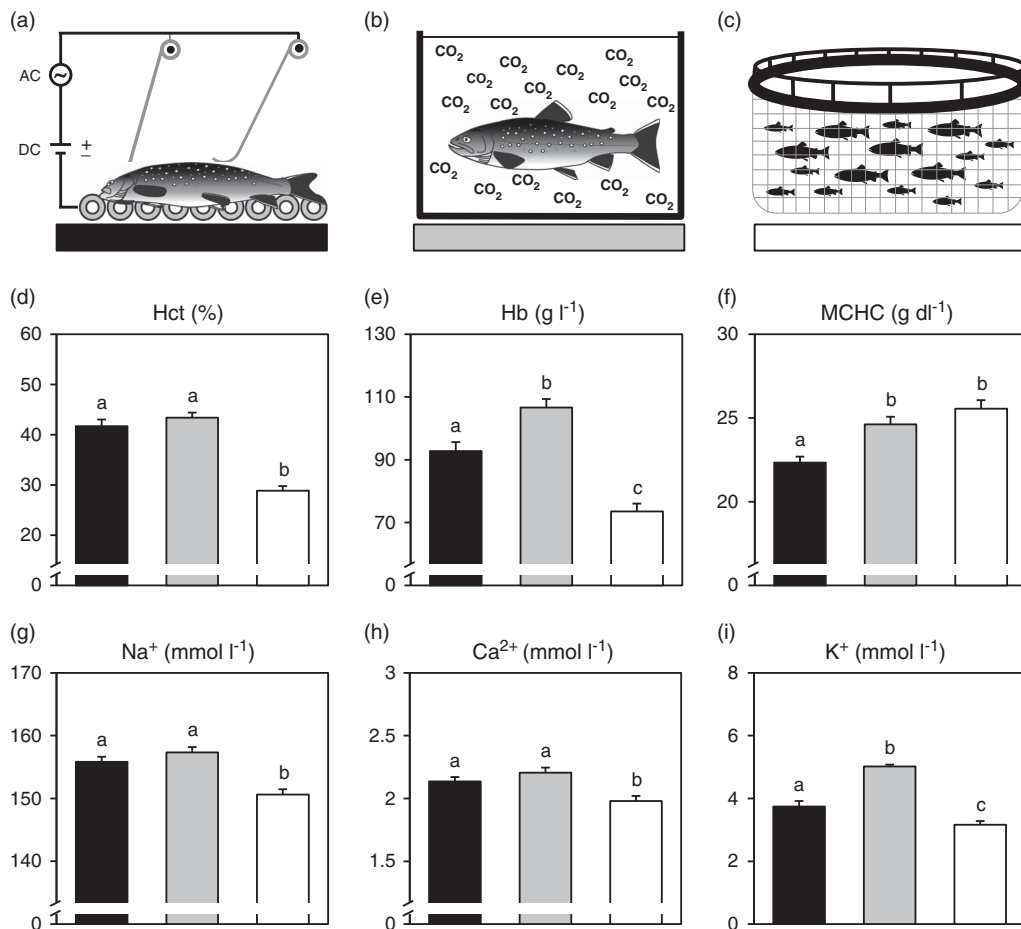 (a)
AC
DC
+
−
(b)
CO2 CO2 CO2
CO2 CO2 CO2
CO2 CO2 CO2 CO2
CO2 CO2
CO2 CO2 CO2
CO2 CO2
(c)
(d)
Hct (%)
60
50
40
30
20
0
a
a
b
(e)
Hb (g l-1)
130
110
90
70
0
a
b
c
(f)
MCHC (g dl-1)
30
25
20
0
a
b
b
(g)
Na+ (mmol l-1)
170
160
150
140
0
a
a
b
(h)
Ca2+ (mmol l-1)
3
2.5
2
1.5
0
a
a
b
(i)
K+ (mmol l-1)
8
6
4
2
0
a
b
c